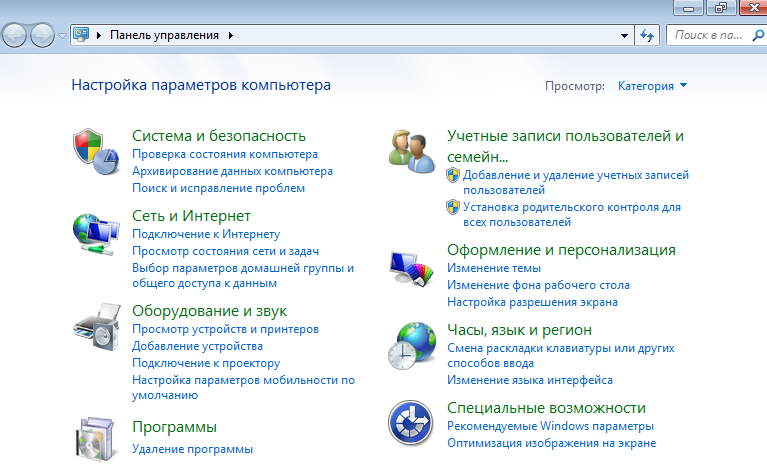 Панель управления
Поиск в па...
Настройка параметров компьютера
Просмотр: Категория
Система и безопасность
Проверка состояния компьютера
Архивирование данных компьютера
Поиск и исправление проблем
Сеть и Интернет
Подключение к Интернету
Просмотр состояния сети и задач
Выбор параметров домашней группы и
общего доступа к данным
Оборудование и звук
Просмотр устройств и принтеров
Добавление устройства
Подключение к проектору
Настройка параметров мобильности по
умолчанию
Программы
Удаление программы
Учетные записи пользователей и
семейн...
Добавление и удаление учетных записей
пользователей
Установка родительского контроля для
всех пользователей
Оформление и персонализация
Изменение темы
Изменение фона рабочего стола
Настройка разрешения экрана
Часы, язык и регион
Смена раскладки клавиатуры или других
способов ввода
Изменение языка интерфейса
Специальные возможности
Рекомендуемые Windows параметры
Оптимизация изображения на экране